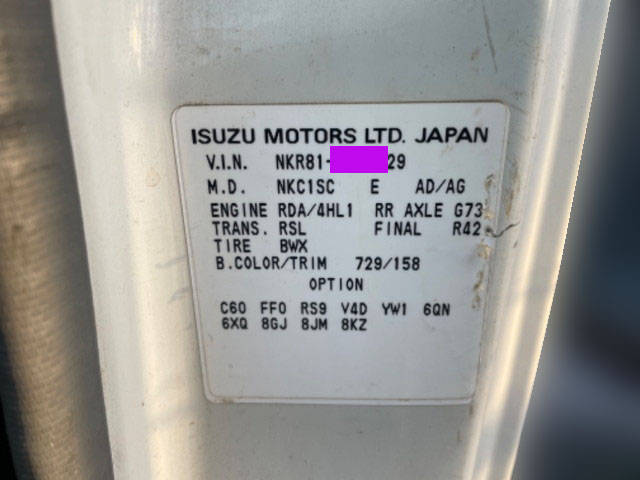 ISUZU MOTORS LTD. JAPAN
V.I.N. NKR81- 29
M.D. NKC1SC E AD/AG
ENGINE RDA/4HL1 RR AXLE G73
TRANS. RSL FINAL R42
TIRE BWX
B.COLOR/TRIM 729/158
OPTION
C60 FF0 RS9 V4D YW1 6QN
6XQ 8GJ 8JM 8KZ